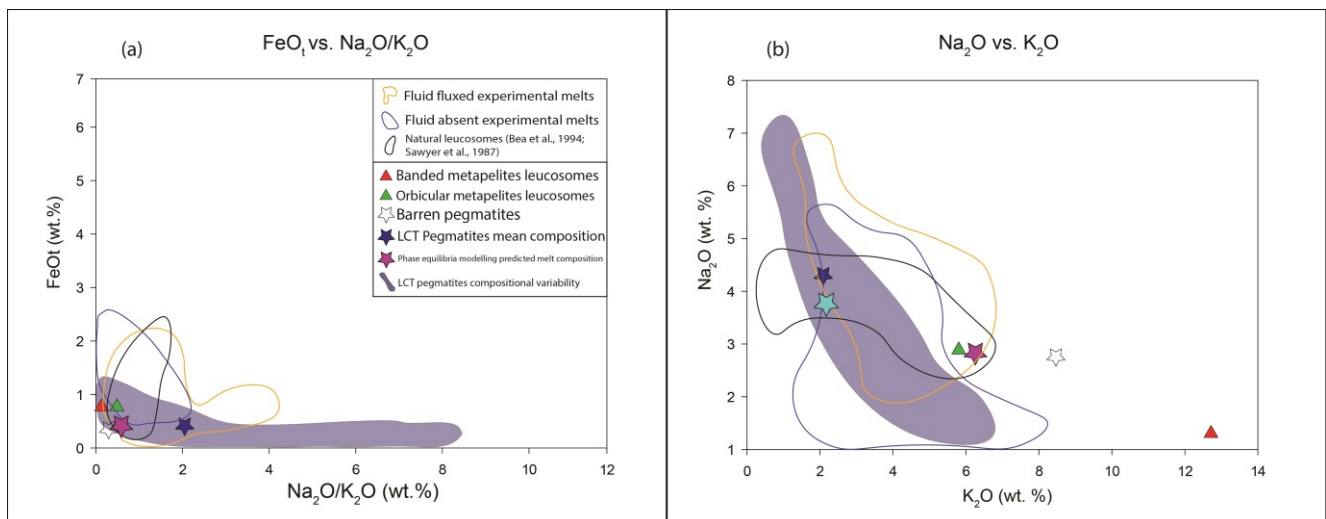 (a)
FeOₜ vs. Na₂O/K₂O
7
6
5
4
3
2
1
0
FeOt (wt.%)
Fluid fluxed experimental melts
Fluid absent experimental melts
Natural leucosomes (Bea et al., 1994;
Sawyer et al., 1987)
Banded metapelites leucosomes
Orbicular metapelites leucosomes
Barren pegmatites
LCT Pegmatites mean composition
Phase equilibria modelling predicted melt composition
LCT pegmatites compositional variability
0 2 4 6 8 10 12
Na₂O/K₂O (wt.%)
(b)
Na₂O vs. K₂O
8
7
6
5
4
3
2
1
Na₂O (wt.%)
0 2 4 6 8 10 12 14
K₂O (wt. %)